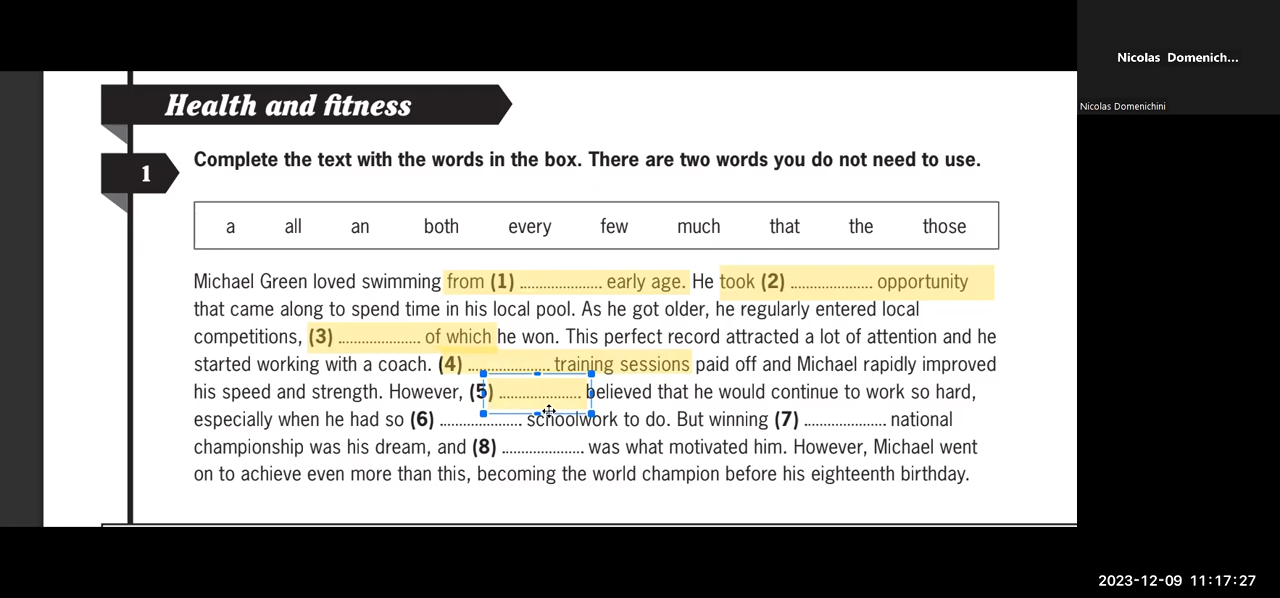 Nicolas Domenich...
Nicolas Domenichini
Health and fitness
1 Complete the text with the words in the box. There are two words you do not need to use.
a all an both every few much that the those
Michael Green loved swimming from (1) .................... early age. He took (2) .................... opportunity
that came along to spend time in his local pool. As he got older, he regularly entered local
competitions, (3) .................... of which he won. This perfect record attracted a lot of attention and he
started working with a coach. (4) .................... training sessions paid off and Michael rapidly improved
his speed and strength. However, (5) .................... believed that he would continue to work so hard,
especially when he had so (6) .................... schoolwork to do. But winning (7) .................... national
championship was his dream, and (8) .................... was what motivated him. However, Michael went
on to achieve even more than this, becoming the world champion before his eighteenth birthday.
2023-12-09 11:17:27